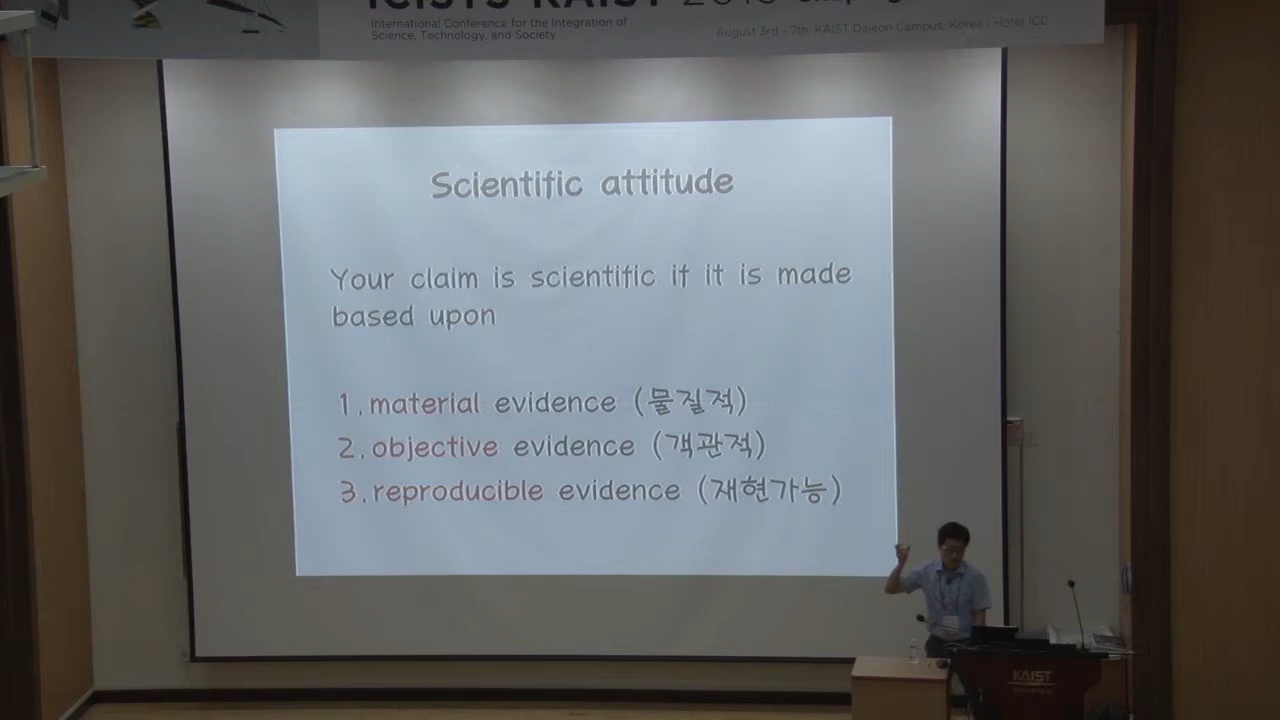 ICISTS KAIST
International Conference for the Integration of
Science, Technology, and Society
August 3rd - 7th, KAIST Daejeon Campus, Korea | Hotel ICC
Scientific attitude
Your claim is scientific if it is made
based upon
1. material evidence (물질적)
2. objective evidence (객관적)
3. reproducible evidence (재현가능)
KAIST